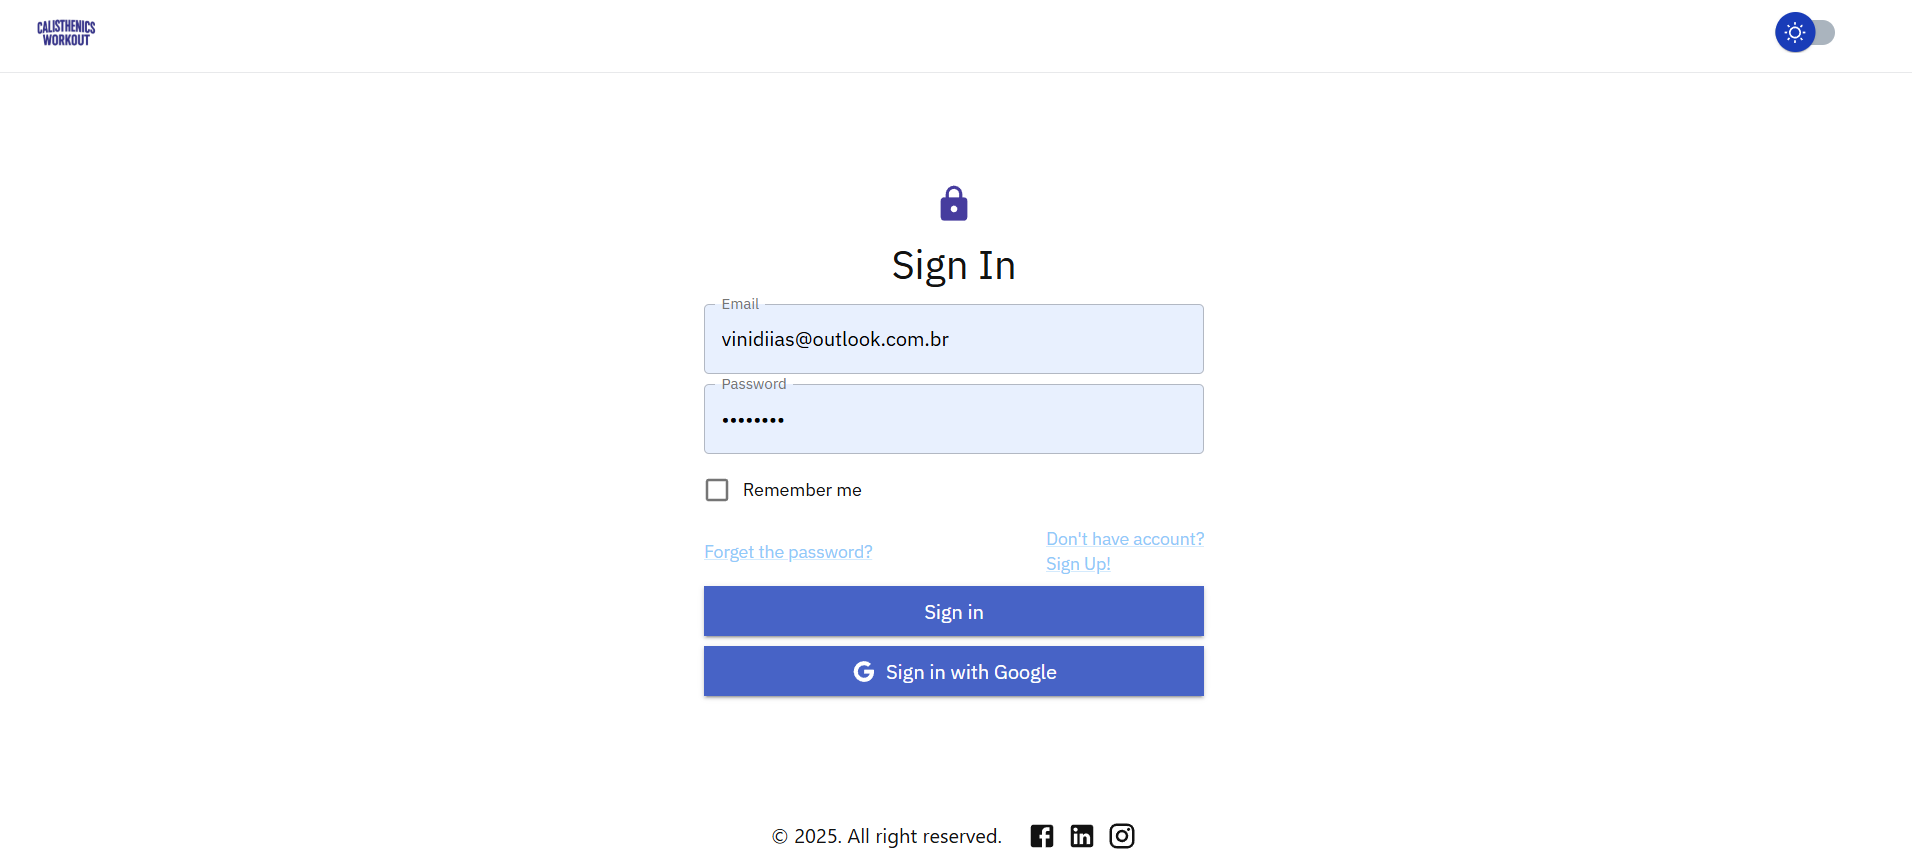 CALISTHENICS
WORKOUT
Sign In
Email
vinidiias@outlook.com.br
Password
••••••••
Remember me
Forget the password?
Don't have account?
Sign Up!
Sign in
G Sign in with Google
© 2025. All right reserved.